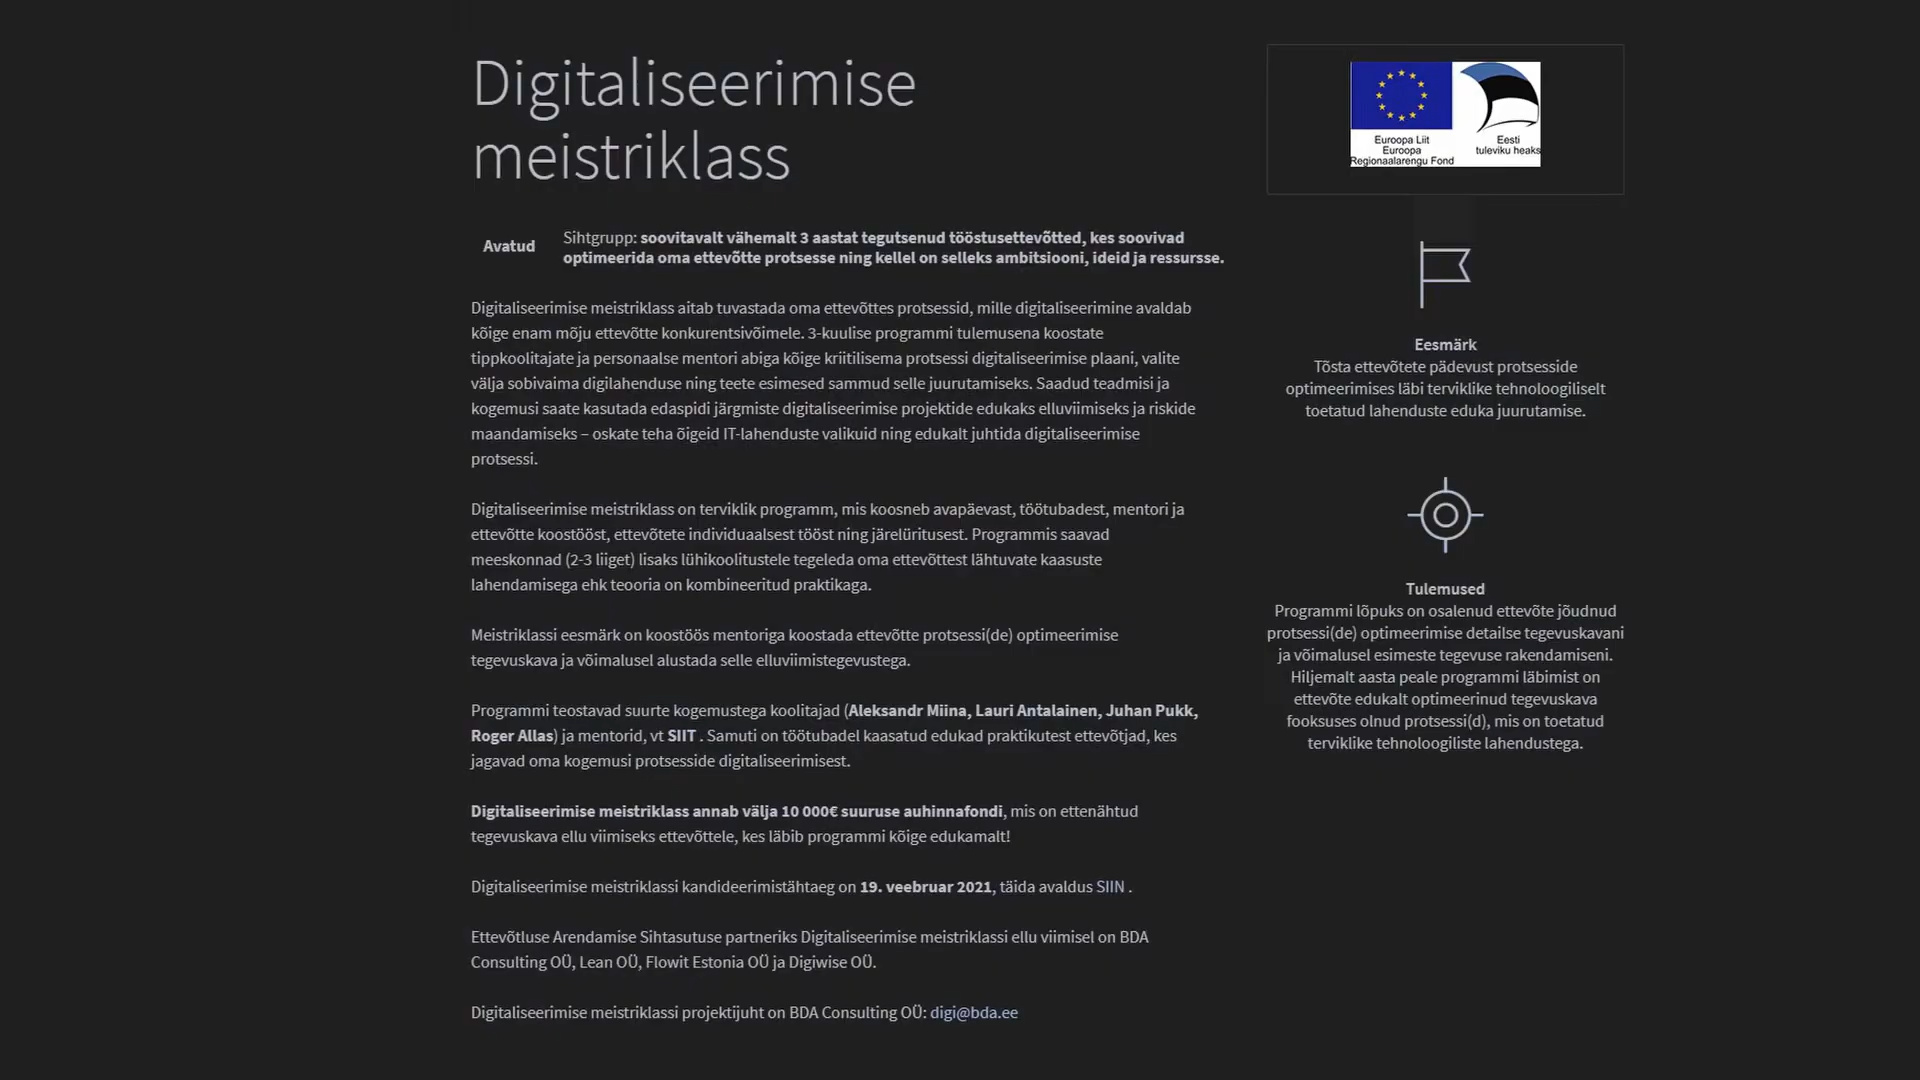 Digitaliseerimise
meistriklass
Avatud
Sihtgrupp: soovitavalt vähemalt 3 aastat tegutsenud tööstusettevõtted, kes soovivad
optimeerida oma ettevõtte protsesse ning kellel on selleks ambitsiooni, ideid ja ressursse.
Digitaliseerimise meistriklass aitab tuvastada oma ettevõttes protsessid, mille digitaliseerimine avaldab
kõige enam mõju ettevõtte konkurentsivõimele. 3-kuulise programmi tulemusena koostate
tippkoolitajate ja personaalse mentori abiga kõige kriitilisema protsessi digitaliseerimise plaani, valite
välja sobivaima digilahenduse ning teete esimesed sammud selle juurutamiseks. Saadud teadmisi ja
kogemusi saate kasutada edaspidi järgmiste digitaliseerimise projektide edukaks elluviimiseks ja riskide
maandamiseks – oskate teha õigeid IT-lahenduste valikuid ning edukalt juhtida digitaliseerimise
protsessi.
Digitaliseerimise meistriklass on terviklik programm, mis koosneb avapäevast, töötubadest, mentori ja
ettevõtte koostööst, ettevõtete individuaalsest tööst ning järelüritusest. Programmis saavad
meeskonnad (2-3 liiget) lisaks lühikoolitustele tegeleda oma ettevõttest lähtuvate kaasuste
lahendamisega ehk teooria on kombineeritud praktikaga.
Meistriklassi eesmärk on koostöös mentoriga koostada ettevõtte protsessi(de) optimeerimise
tegevuskava ja võimalusel alustada selle elluviimistegevustega.
Programmi teostavad suurte kogemustega koolitajad (Aleksandr Miina, Lauri Antalainen, Juhan Pukk,
Roger Allas) ja mentorid, vt SIIT . Samuti on töötubadel kaasatud edukad praktikutest ettevõtjad, kes
jagavad oma kogemusi protsesside digitaliseerimisest.
Digitaliseerimise meistriklass annab välja 10 000€ suuruse auhinnafondi, mis on ettenähtud
tegevuskava ellu viimiseks ettevõttele, kes läbib programmi kõige edukamalt!
Digitaliseerimise meistriklassi kandideerimistähtaeg on 19. veebruar 2021, täida avaldus SIIN .
Ettevõtluse Arendamise Sihtasutuse partneriks Digitaliseerimise meistriklassi ellu viimisel on BDA
Consulting OÜ, Lean OÜ, Flowit Estonia OÜ ja Digiwise OÜ.
Digitaliseerimise meistriklassi projektijuht on BDA Consulting OÜ: digi@bda.ee
Euroopa Liit
Euroopa
Regionaalarengu Fond
Eesti
tuleviku heaks
Eesmärk
Tõsta ettevõtete pädevust protsesside
optimeerimises läbi terviklike tehnoloogiliselt
toetatud lahenduste eduka juurutamise.
Tulemused
Programmi lõpuks on osalenud ettevõte jõudnud
protsessi(de) optimeerimise detailse tegevuskavani
ja võimalusel esimeste tegevuse rakendamiseni.
Hiljemalt aasta peale programmi läbimist on
ettevõte edukalt optimeerinud tegevuskava
fooksuses olnud protsessi(d), mis on toetatud
terviklike tehnoloogiliste lahendustega.